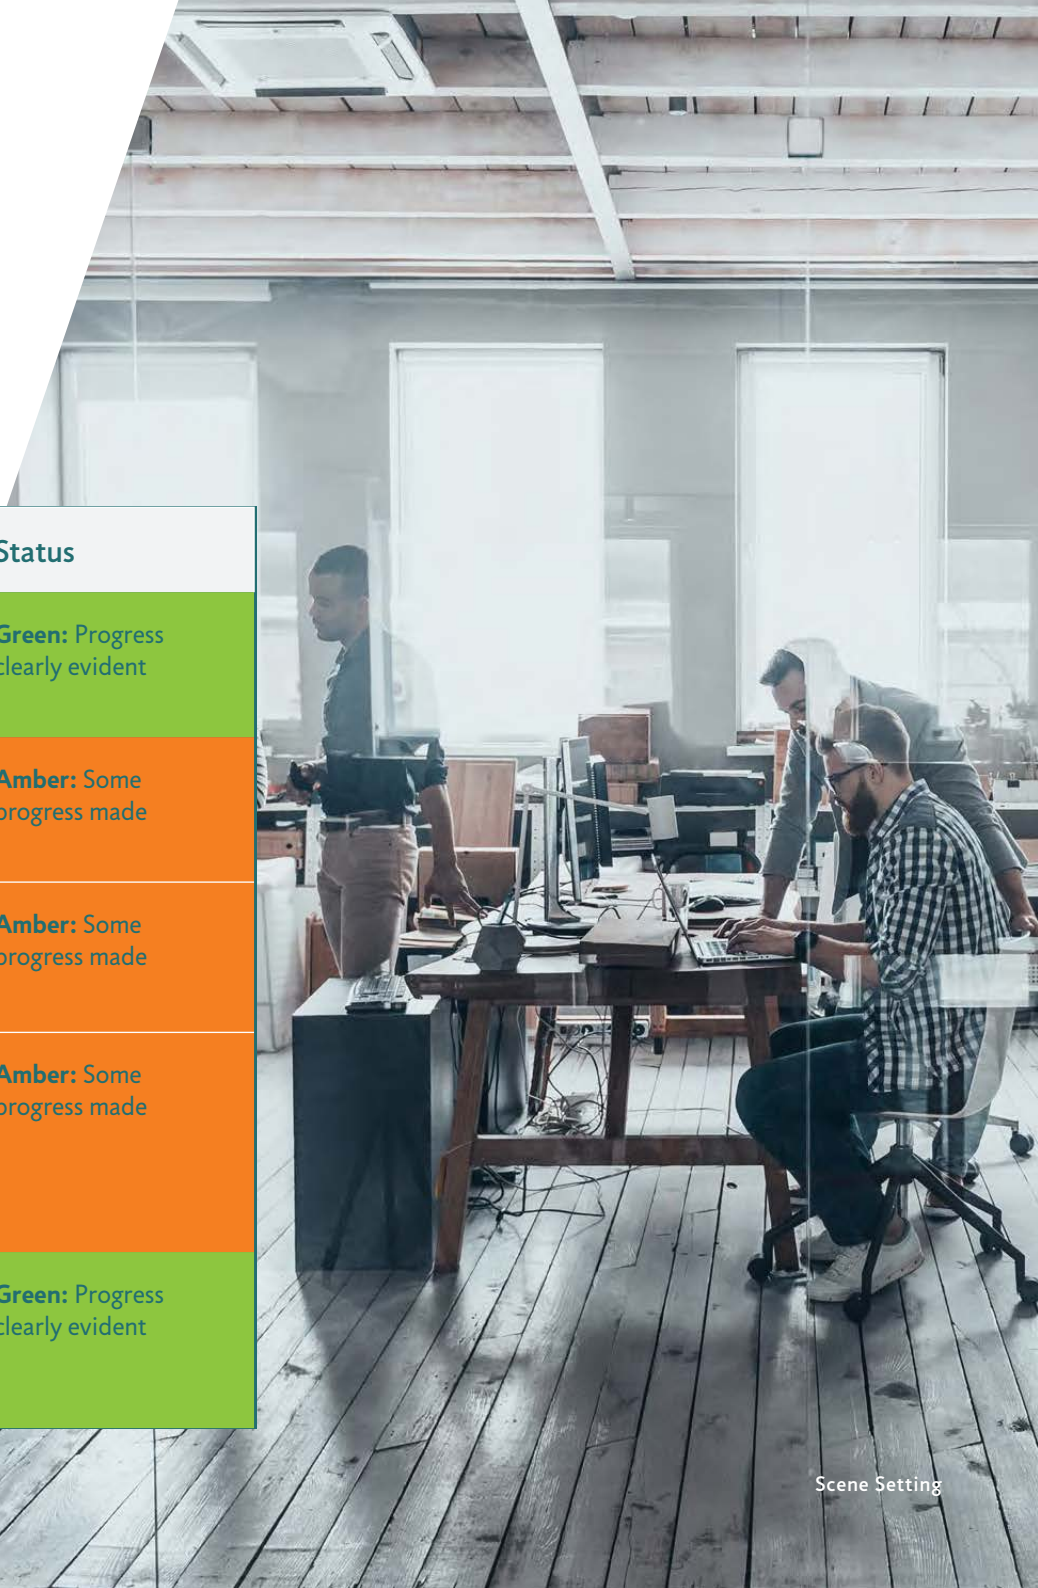 Status
Green: Progress
clearly evident
Amber: Some
progress made
Amber: Some
progress made
Amber: Some
progress made
Green: Progress
clearly evident
Scene Setting